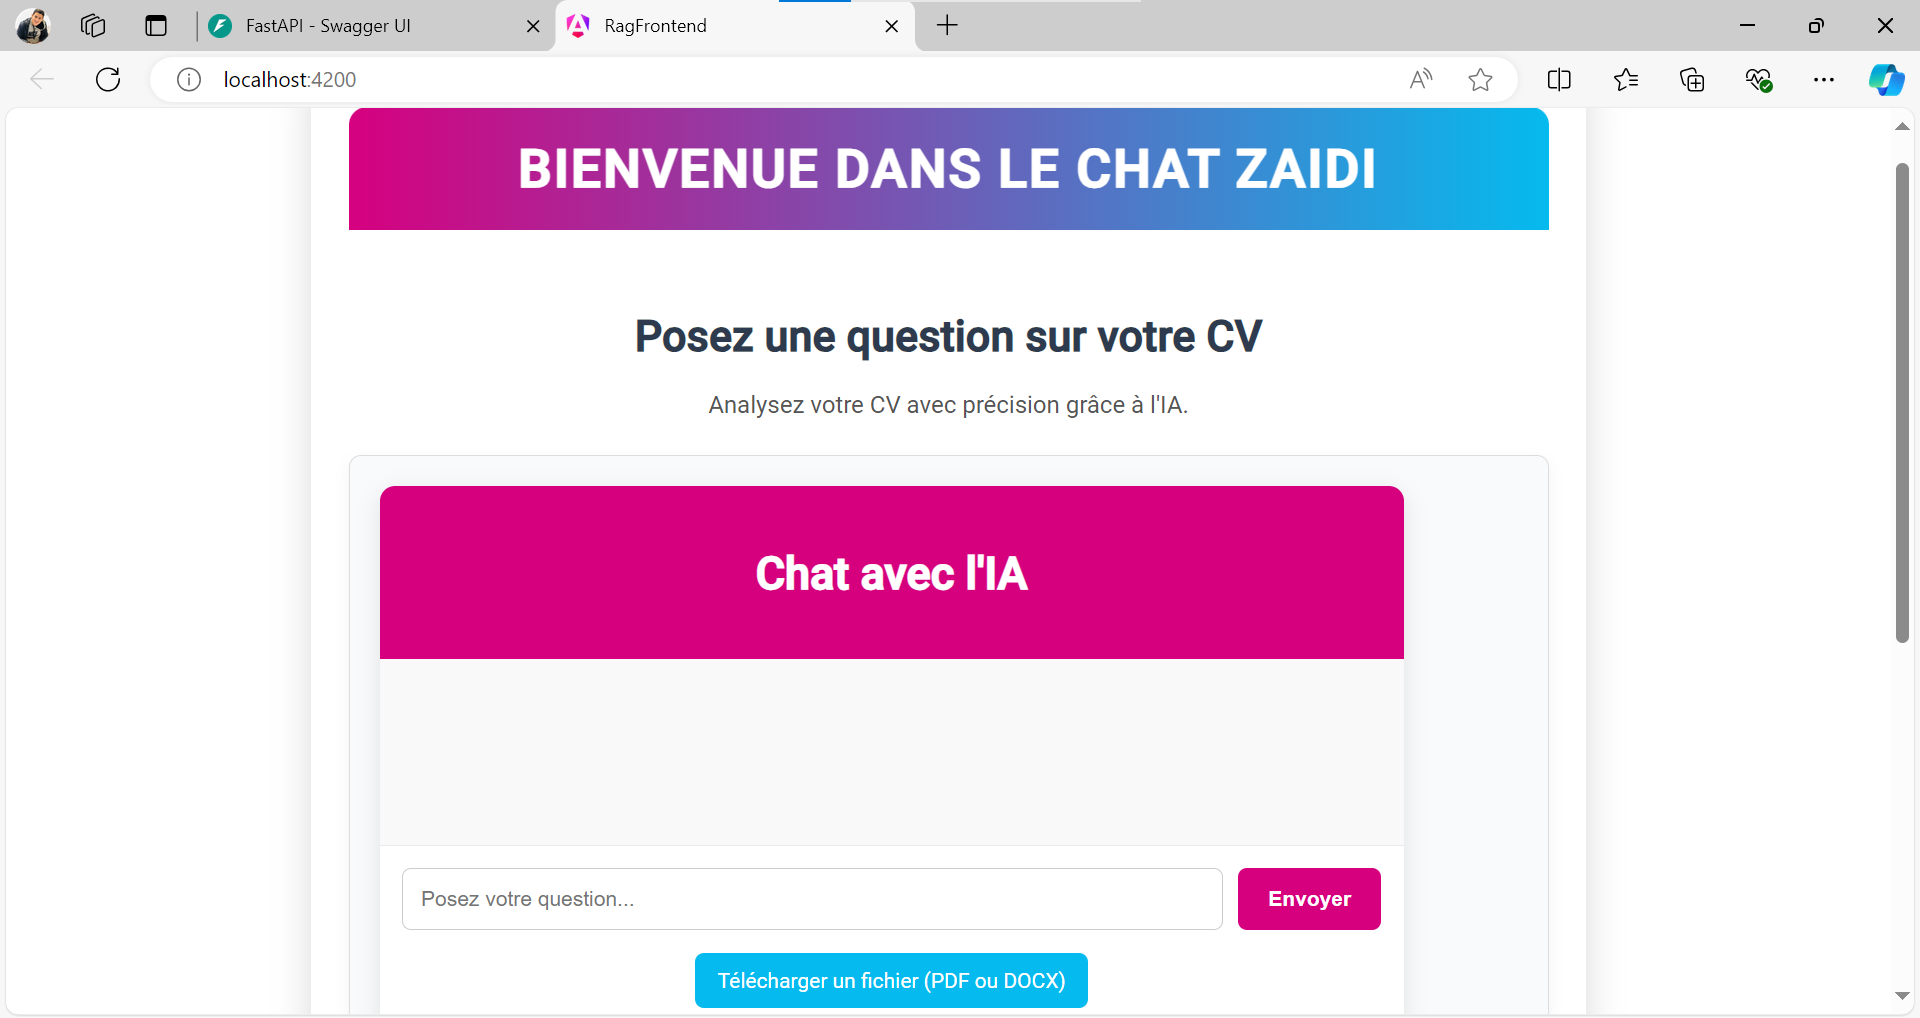 FastAPI - Swagger UI
RagFrontend
localhost:4200
BIENVENUE DANS LE CHAT ZAIDI
Posez une question sur votre CV
Analysez votre CV avec précision grâce à l'IA.
Chat avec l'IA
Posez votre question...
Envoyer
Télécharger un fichier (PDF ou DOCX)